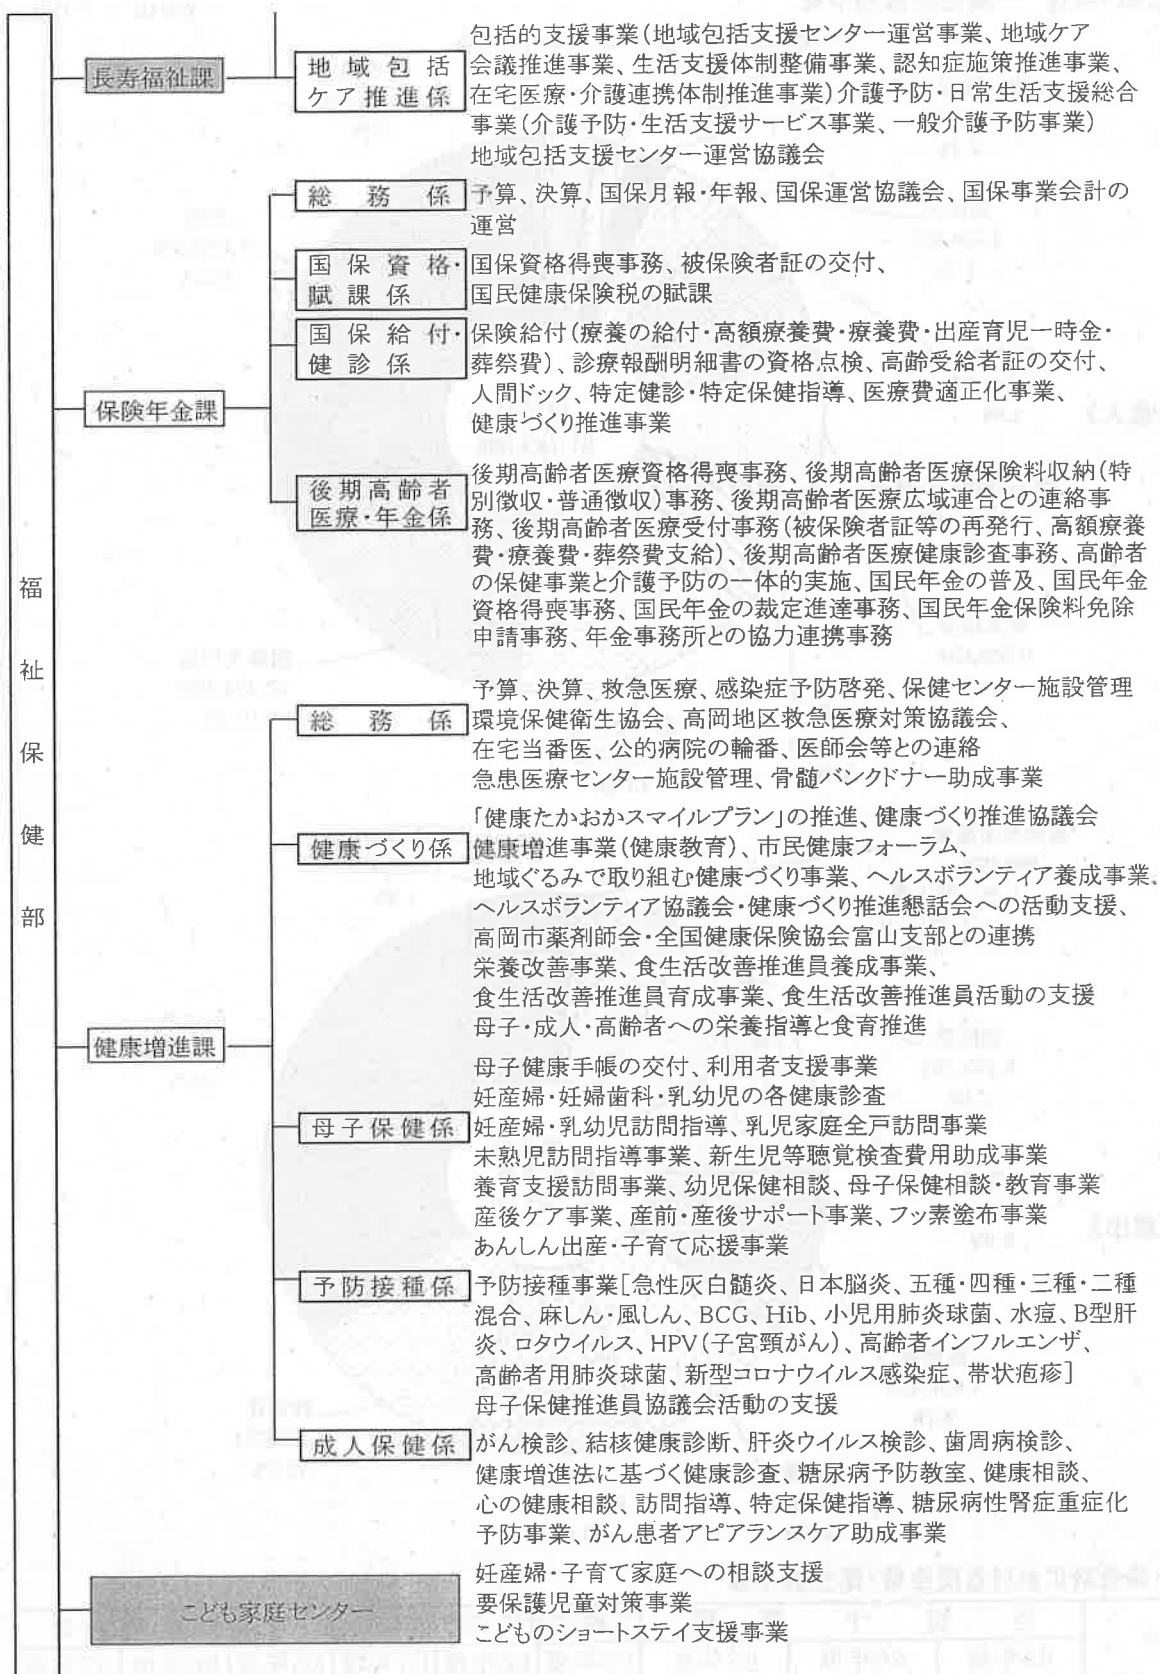 福祉保健部
長寿福祉課
地域包括
ケア推進係
包括的支援事業(地域包括支援センター運営事業、地域ケア
会議推進事業、生活支援体制整備事業、認知症施策推進事業、
在宅医療・介護連携体制推進事業)介護予防・日常生活支援総合
事業(介護予防・生活支援サービス事業、一般介護予防事業)
地域包括支援センター運営協議会
保険年金課
総務係
予算、決算、国保月報・年報、国保運営協議会、国保事業会計の
運営
国保資格・
賦課係
国保資格得喪事務、被保険者証の交付、
国民健康保険税の賦課
国保給付・
健診係
保険給付(療養の給付・高額療養費・療養費・出産育児一時金・
葬祭費)、診療報酬明細書の資格点検、高齢受給者証の交付、
人間ドック、特定健診・特定保健指導、医療費適正化事業、
健康づくり推進事業
後期高齢者
医療・年金係
後期高齢者医療資格得喪事務、後期高齢者医療保険料収納(特
別徴収・普通徴収)事務、後期高齢者医療広域連合との連絡事
務、後期高齢者医療受付事務(被保険者証等の再発行、高額療養
費・療養費・葬祭費支給)、後期高齢者医療健康診査事務、高齢者
の保健事業と介護予防の一体的実施、国民年金の普及、国民年金
資格得喪事務、国民年金の裁定進達事務、国民年金保険料免除
申請事務、年金事務所との協力連携事務
健康増進課
総務係
予算、決算、救急医療、感染症予防啓発、保健センター施設管理
環境保健衛生協会、高岡地区救急医療対策協議会、
在宅当番医、公的病院の輪番、医師会等との連絡
急患医療センター施設管理、骨髄バンクドナー助成事業
健康づくり係
「健康たかおかスマイルプラン」の推進、健康づくり推進協議会
健康増進事業(健康教育)、市民健康フォーラム、
地域ぐるみで取り組む健康づくり事業、ヘルスボランティア養成事業、
ヘルスボランティア協議会・健康づくり推進懇話会への活動支援、
高岡市薬剤師会・全国健康保険協会富山支部との連携
栄養改善事業、食生活改善推進員養成事業、
食生活改善推進員育成事業、食生活改善推進員活動の支援
母子・成人・高齢者への栄養指導と食育推進
母子保健係
母子健康手帳の交付、利用者支援事業
妊産婦・妊婦歯科・乳幼児の各健康診査
妊産婦・乳幼児訪問指導、乳児家庭全戸訪問事業
未熟児訪問指導事業、新生児等聴覚検査費用助成事業
養育支援訪問事業、幼児保健相談、母子保健相談・教育事業
産後ケア事業、産前・産後サポート事業、フッ素塗布事業
あんしん出産・子育て応援事業
予防接種係
予防接種事業[急性灰白髄炎、日本脳炎、五種・四種・三種・二種
混合、麻しん・風しん、BCG、Hib、小児用肺炎球菌、水痘、B型肝
炎、ロタウイルス、HPV(子宮頸がん)、高齢者インフルエンザ、
高齢者用肺炎球菌、新型コロナウイルス感染症、帯状疱疹]
母子保健推進員協議会活動の支援
成人保健係
がん検診、結核健康診断、肝炎ウイルス検診、歯周病検診、
健康増進法に基づく健康診査、糖尿病予防教室、健康相談、
心の健康相談、訪問指導、特定保健指導、糖尿病性腎症重症化
予防事業、がん患者アピアランスケア助成事業
こども家庭センター
妊産婦・子育て家庭への相談支援
要保護児童対策事業
こどものショートステイ支援事業